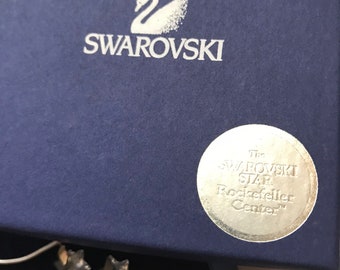 SWAROVSKI
The
SWAROVSKI
STAR
Rockefeller
Center™